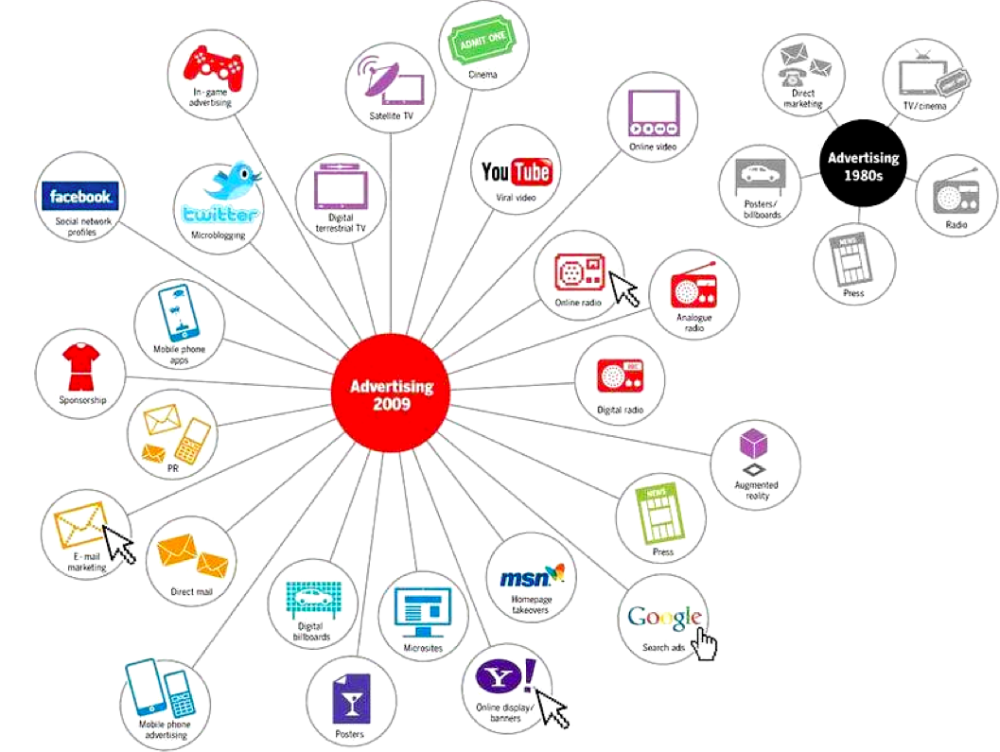 ADMIT ONE
Cinema
In-game
advertising
Satellite TV
Online video
Direct
marketing
TV/cinema
Advertising
1980s
Posters/
billboards
Radio
NEWS
Press
facebook
Social network
profiles
twitter
Microblogging
Digital
terrestrial TV
You Tube
Viral video
Online radio
Analogue
radio
Mobile phone
apps
Sponsorship
Advertising
2009
Digital radio
PR
Augmented
reality
NEWS
Press
E-mail
marketing
Direct mail
Digital
billboards
Microsites
msn
Homepage
takeovers
Google
Search ads
Mobile phone
advertising
Posters
Y!
Online display/
banners